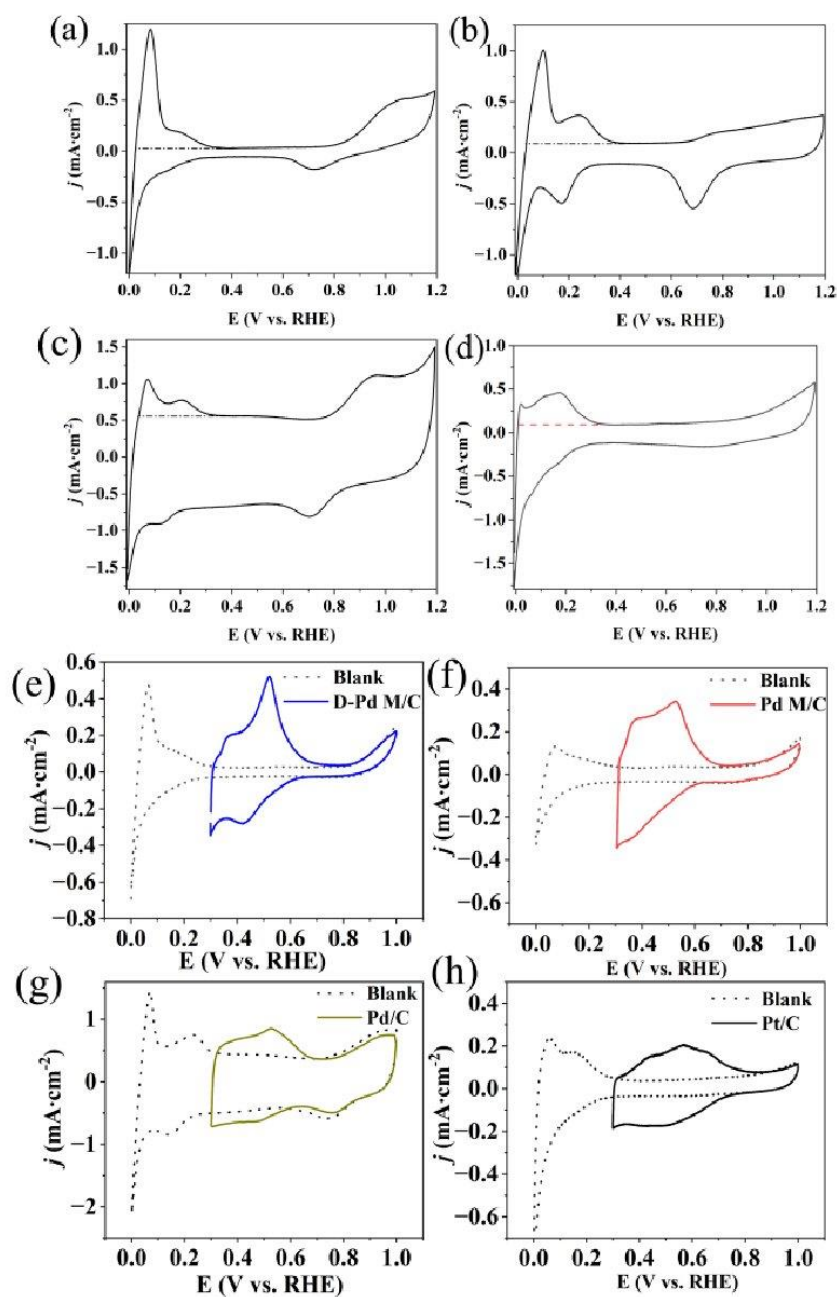 (a)
1.0
0.5
0.0
−1.0
j (mA·cm⁻²)
0.0 0.2 0.4 0.6 0.8 1.0 1.2
E (V vs. RHE)
(b)
1.0
0.5
0.0
−0.5
−1.0
j (mA·cm⁻²)
0.0 0.2 0.4 0.6 0.8 1.0 1.2
E (V vs. RHE)
(c)
1.5
1.0
0.5
0.0
−0.5
−1.0
−1.5
j (mA·cm⁻²)
0.0 0.2 0.4 0.6 0.8 1.0 1.2
E (V vs. RHE)
(d)
1.0
0.5
0.0
−0.5
−1.0
−1.5
j (mA·cm⁻²)
0.0 0.2 0.4 0.6 0.8 1.0 1.2
E (V vs. RHE)
(e)
Blank
D-Pd M/C
0.6
0.4
0.2
0.0
−0.2
−0.4
−0.6
−0.8
j (mA·cm⁻²)
0.0 0.2 0.4 0.6 0.8 1.0
E (V vs. RHE)
(f)
Blank
Pd M/C
0.4
0.2
0.0
−0.2
−0.4
−0.6
j (mA·cm⁻²)
0.0 0.2 0.4 0.6 0.8 1.0
E (V vs. RHE)
(g)
Blank
Pd/C
1
0
−1
−2
j (mA·cm⁻²)
0.0 0.2 0.4 0.6 0.8 1.0
E (V vs. RHE)
(h)
Blank
Pt/C
0.4
0.2
0.0
−0.2
−0.4
−0.6
j (mA·cm⁻²)
0.0 0.2 0.4 0.6 0.8 1.0
E (V vs. RHE)